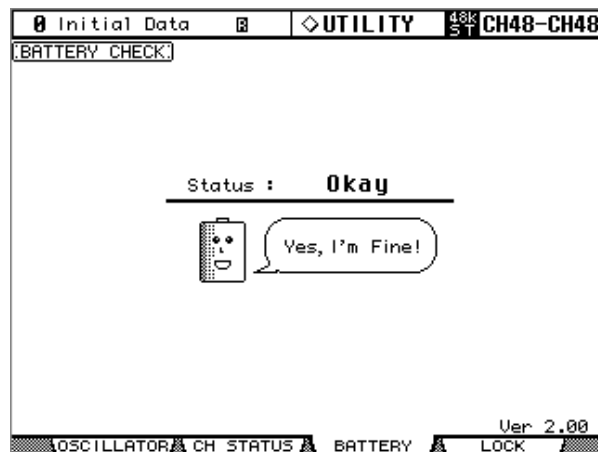 0 Initial Data R ◇UTILITY 48k ST CH48-CH48
BATTERY CHECK
Status : Okay
Yes, I'm Fine!
Ver 2.00
OSCILLATOR CH STATUS BATTERY LOCK